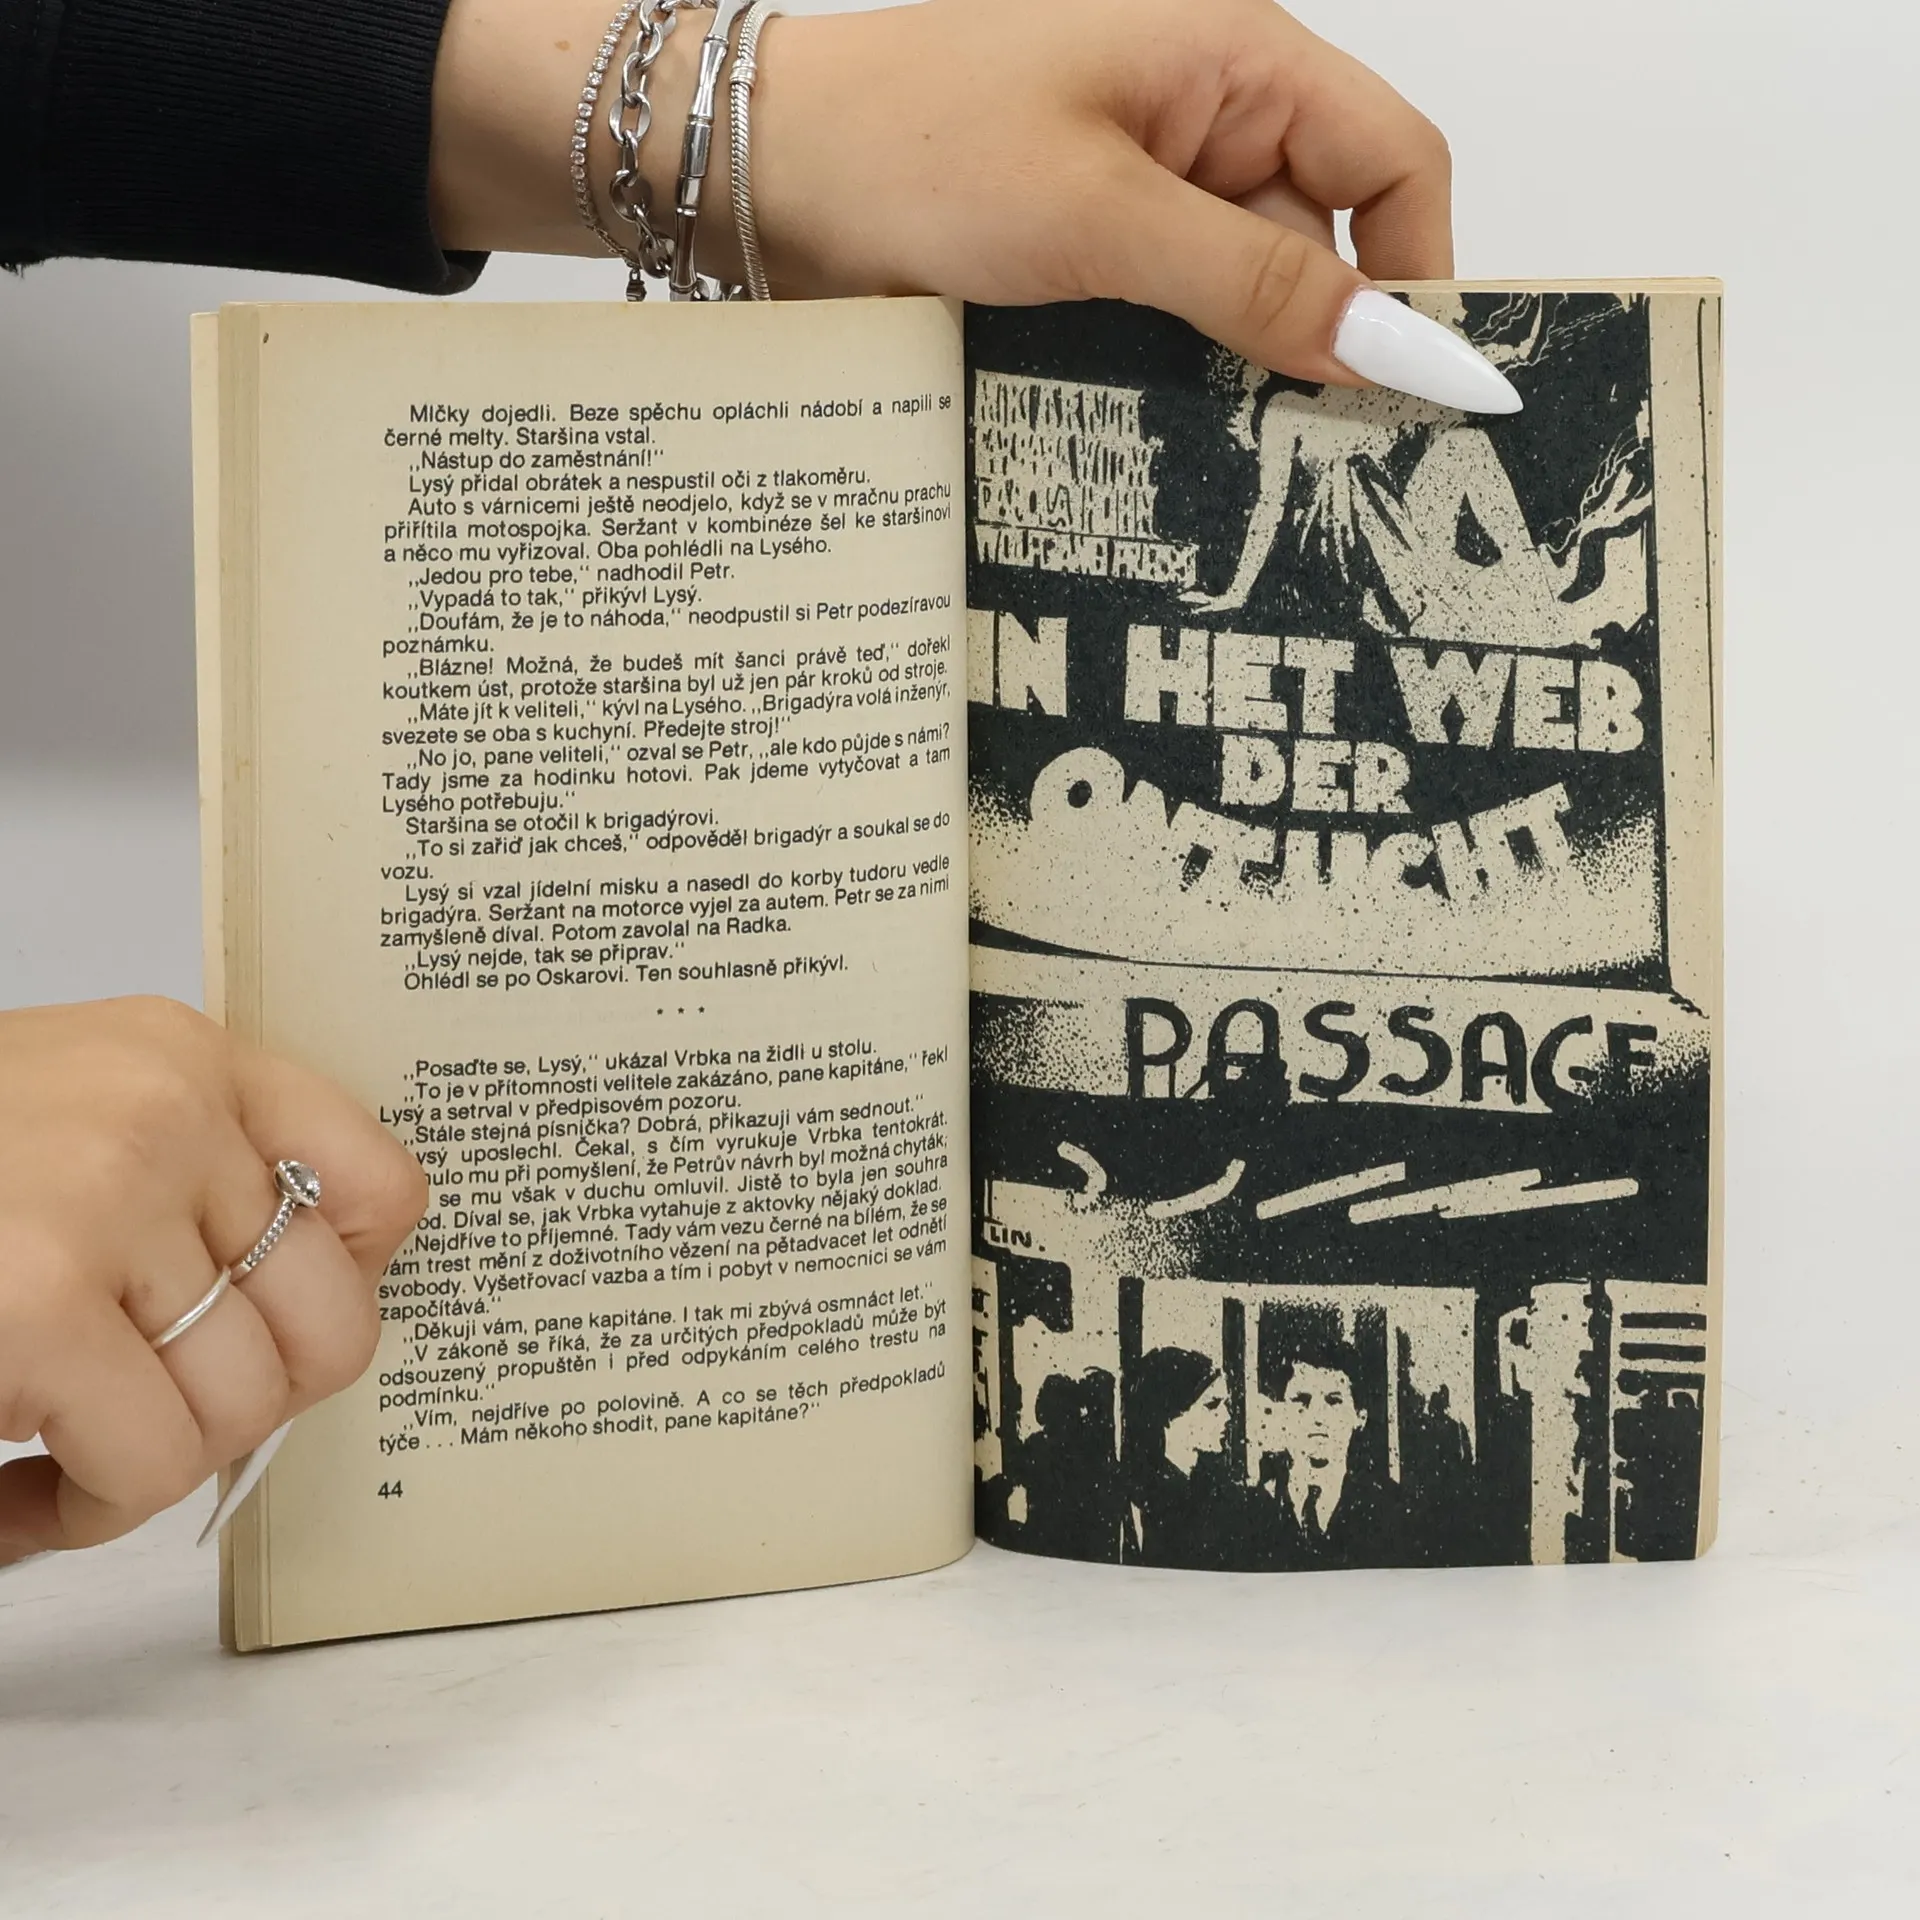 Mlčky dojedli. Beze spěchu opláchli nádobí a napili se
černé melty. Staršina vstal.
,,Nástup do zaměstnání!"
Lysý přidal obrátek a nespustil oči z tlakoměru.
Auto s várnicemi ještě neodjelo, když se v mračnu prachu
přiřítila motospojka. Seržant v kombinéze šel ke staršinovi
a něco mu vyřizoval. Oba pohlédli na Lysého.
,,Jedou pro tebe," nadhodil Petr.
,,Vypadá to tak," přikývl Lysý.
,,Doufám, že je to náhoda," neodpustil si Petr podezíravou
poznámku.
,,Blázne! Možná, že budeš mít šanci právě teď," dořekl
koutkem úst, protože staršina byl už jen pár kroků od stroje.
,,Máte jít k veliteli," kývl na Lysého. ,,Brigadýra volá inženýr,
svezete se oba s kuchyní. Předejte stroj!"
,,No jo, pane veliteli," ozval se Petr, ,,ale kdo půjde s námi?
Tady jsme za hodinku hotovi. Pak jdeme vytyčovat a tam
Lysého potřebuju."
Staršina se otočil k brigadýrovi.
,,To si zařiď jak chceš," odpověděl brigadýr a soukal se do
vozu.
Lysý si vzal jídelní misku a nasedl do korby tudoru vedle
brigadýra. Seržant na motorce vyjel za autem. Petr se za nimi
zamyšleně díval. Potom zavolal na Radka.
,,Lysý nejde, tak se připrav."
Ohlédl se po Oskarovi. Ten souhlasně přikývl.
* * *
,,Posaďte se, Lysý," ukázal Vrbka na židli u stolu.
,,To je v přítomnosti velitele zakázáno, pane kapitáne," řekl
Lysý a setrval v předpisovém pozoru.
,,Stále stejná písnička? Dobrá, přikazuji vám sednout."
ysý uposlechl. Čekal, s čím vyrukuje Vrbka tentokrát.
nulo mu při pomyšlení, že Petrův návrh byl možná chyták;
se mu však v duchu omluvil. Jistě to byla jen souhra
od. Díval se, jak Vrbka vytahuje z aktovky nějaký doklad.
,,Nejdříve to příjemné. Tady vám vezu černé na bílém, že se
vám trest mění z doživotního vězení na pětadvacet let odnětí
svobody. Vyšetřovací vazba a tím i pobyt v nemocnici se vám
započítává."
,,Děkuji vám, pane kapitáne. I tak mi zbývá osmnáct let."
,,V zákoně se říká, že za určitých předpokladů může být
odsouzený propuštěn i před odpykáním celého trestu na
podmínku."
,,Vím, nejdříve po polovině. A co se těch předpokladů
týče... Mám někoho shodit, pane kapitáne?"
44
IN HET WEB
DER
PASSAGE
LIN.